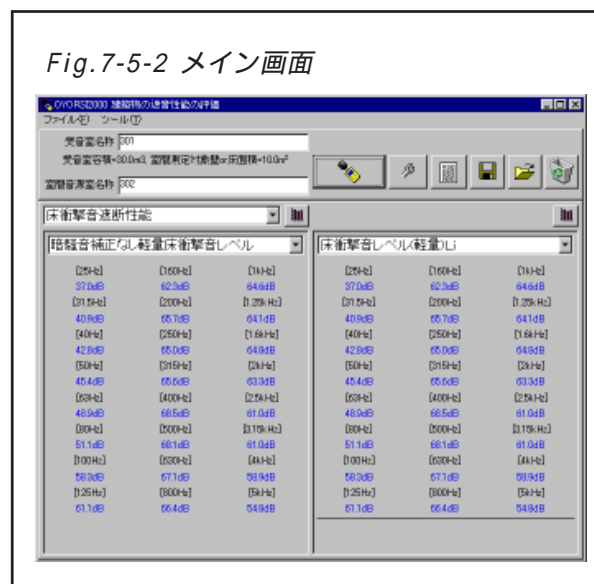 Fig.7-5-2 メイン画面
OYO RSI2000 建築物の遮音性能の評価
ファイル(F) ツール(T)
受音室名称 301
受音室容積=30.0m3, 室間測定対象壁or床面積=10.0m²
室間音源室名称 302
床衝撃音遮断性能
暗騒音補正なし軽量床衝撃音レベル 床衝撃音レベル(軽量)Li
[25Hz] [160Hz] [1kHz] [25Hz] [160Hz] [1kHz]
37.0dB 62.3dB 64.6dB 37.0dB 62.3dB 64.6dB
[31.5Hz] [200Hz] [1.25kHz] [31.5Hz] [200Hz] [1.25kHz]
40.9dB 65.7dB 64.1dB 40.9dB 65.7dB 64.1dB
[40Hz] [250Hz] [1.6kHz] [40Hz] [250Hz] [1.6kHz]
42.8dB 65.0dB 64.9dB 42.8dB 65.0dB 64.9dB
[50Hz] [315Hz] [2kHz] [50Hz] [315Hz] [2kHz]
45.4dB 65.6dB 63.3dB 45.4dB 65.6dB 63.3dB
[63Hz] [400Hz] [2.5kHz] [63Hz] [400Hz] [2.5kHz]
48.9dB 68.5dB 61.0dB 48.9dB 68.5dB 61.0dB
[80Hz] [500Hz] [3.15kHz] [80Hz] [500Hz] [3.15kHz]
51.1dB 68.1dB 61.0dB 51.1dB 68.1dB 61.0dB
[100Hz] [630Hz] [4kHz] [100Hz] [630Hz] [4kHz]
58.3dB 67.1dB 58.9dB 58.3dB 67.1dB 58.9dB
[125Hz] [800Hz] [5kHz] [125Hz] [800Hz] [5kHz]
61.1dB 66.4dB 54.8dB 61.1dB 66.4dB 54.8dB